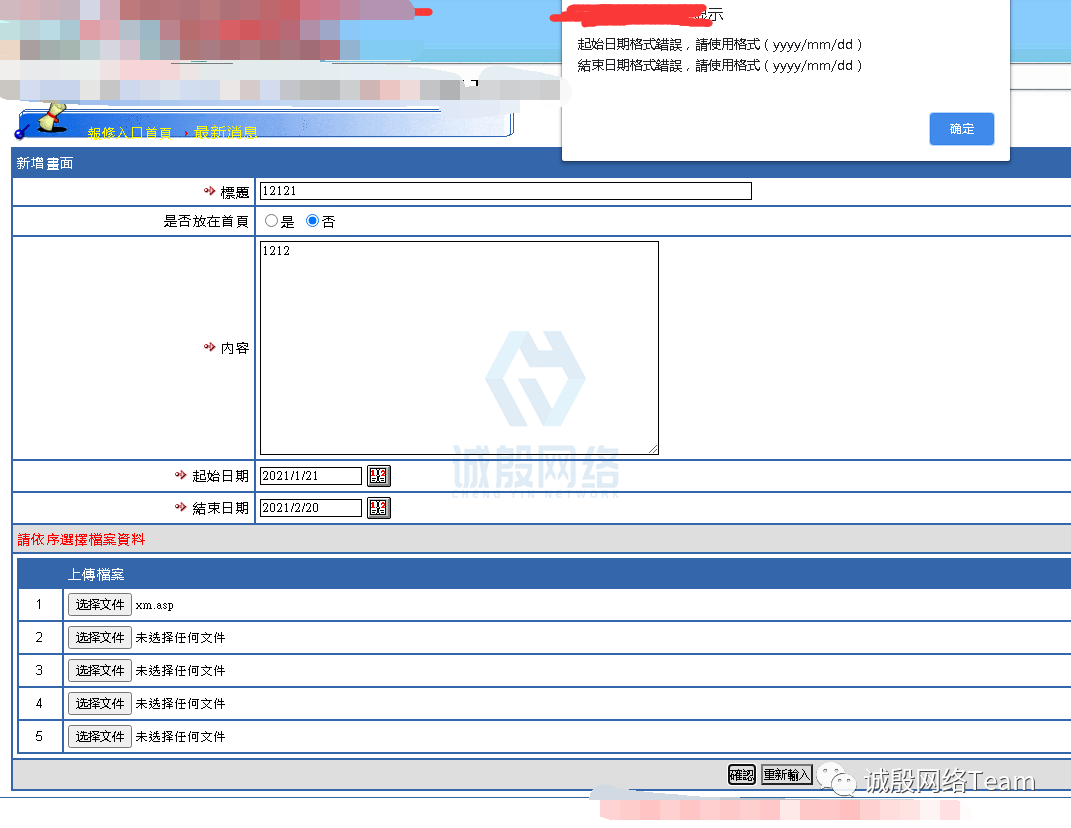 显示
起始日期格式錯誤，請使用格式（yyyy/mm/dd）
結束日期格式錯誤，請使用格式（yyyy/mm/dd）
确定
報修入口首頁 › 最新消息
新增畫面
標題 12121
是否放在首頁 是 否
內容 1212
起始日期 2021/1/21
結束日期 2021/2/20
請依序選擇檔案資料
上傳檔案
1 选择文件 xm.asp
2 选择文件 未选择任何文件
3 选择文件 未选择任何文件
4 选择文件 未选择任何文件
5 选择文件 未选择任何文件
確認 重新輸入
诚殷网络
CHENG YIN NETWORK
诚殷网络Team